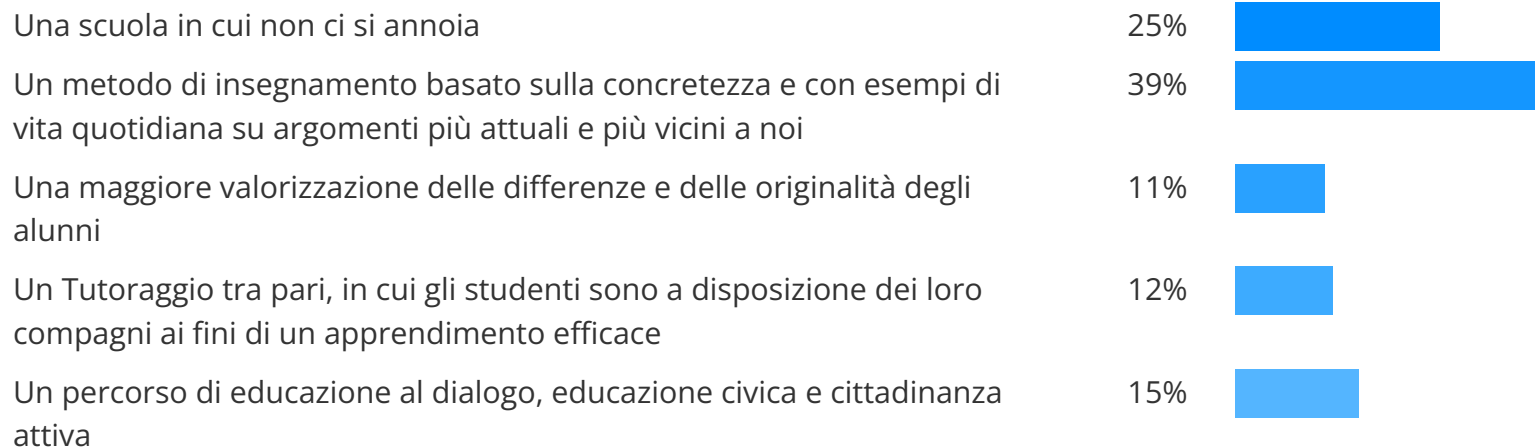 Una scuola in cui non ci si annoia 25%
Un metodo di insegnamento basato sulla concretezza e con esempi di 39%
vita quotidiana su argomenti più attuali e più vicini a noi
Una maggiore valorizzazione delle differenze e delle originalità degli 11%
alunni
Un Tutoraggio tra pari, in cui gli studenti sono a disposizione dei loro 12%
compagni ai fini di un apprendimento efficace
Un percorso di educazione al dialogo, educazione civica e cittadinanza 15%
attiva